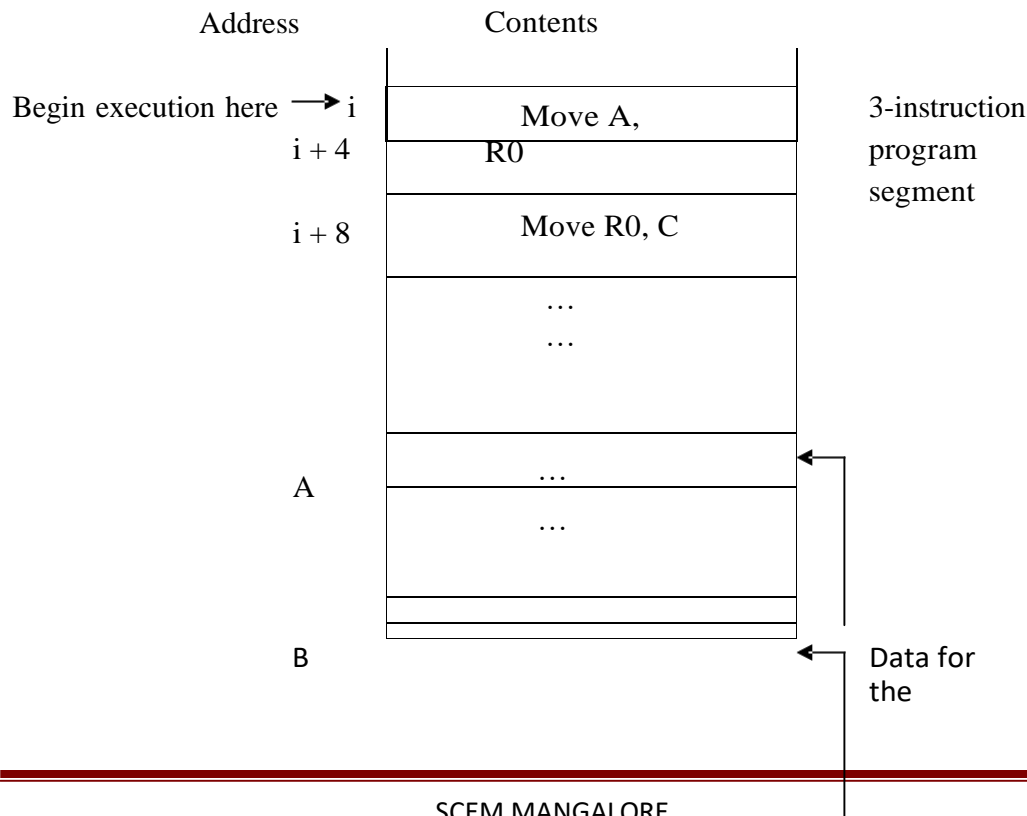 Address Contents
Begin execution here i Move A, 3-instruction
i + 4 R0 program
segment
i + 8 Move R0, C
…
…
…
A
…
B Data for
the
SCEM MANGALORE